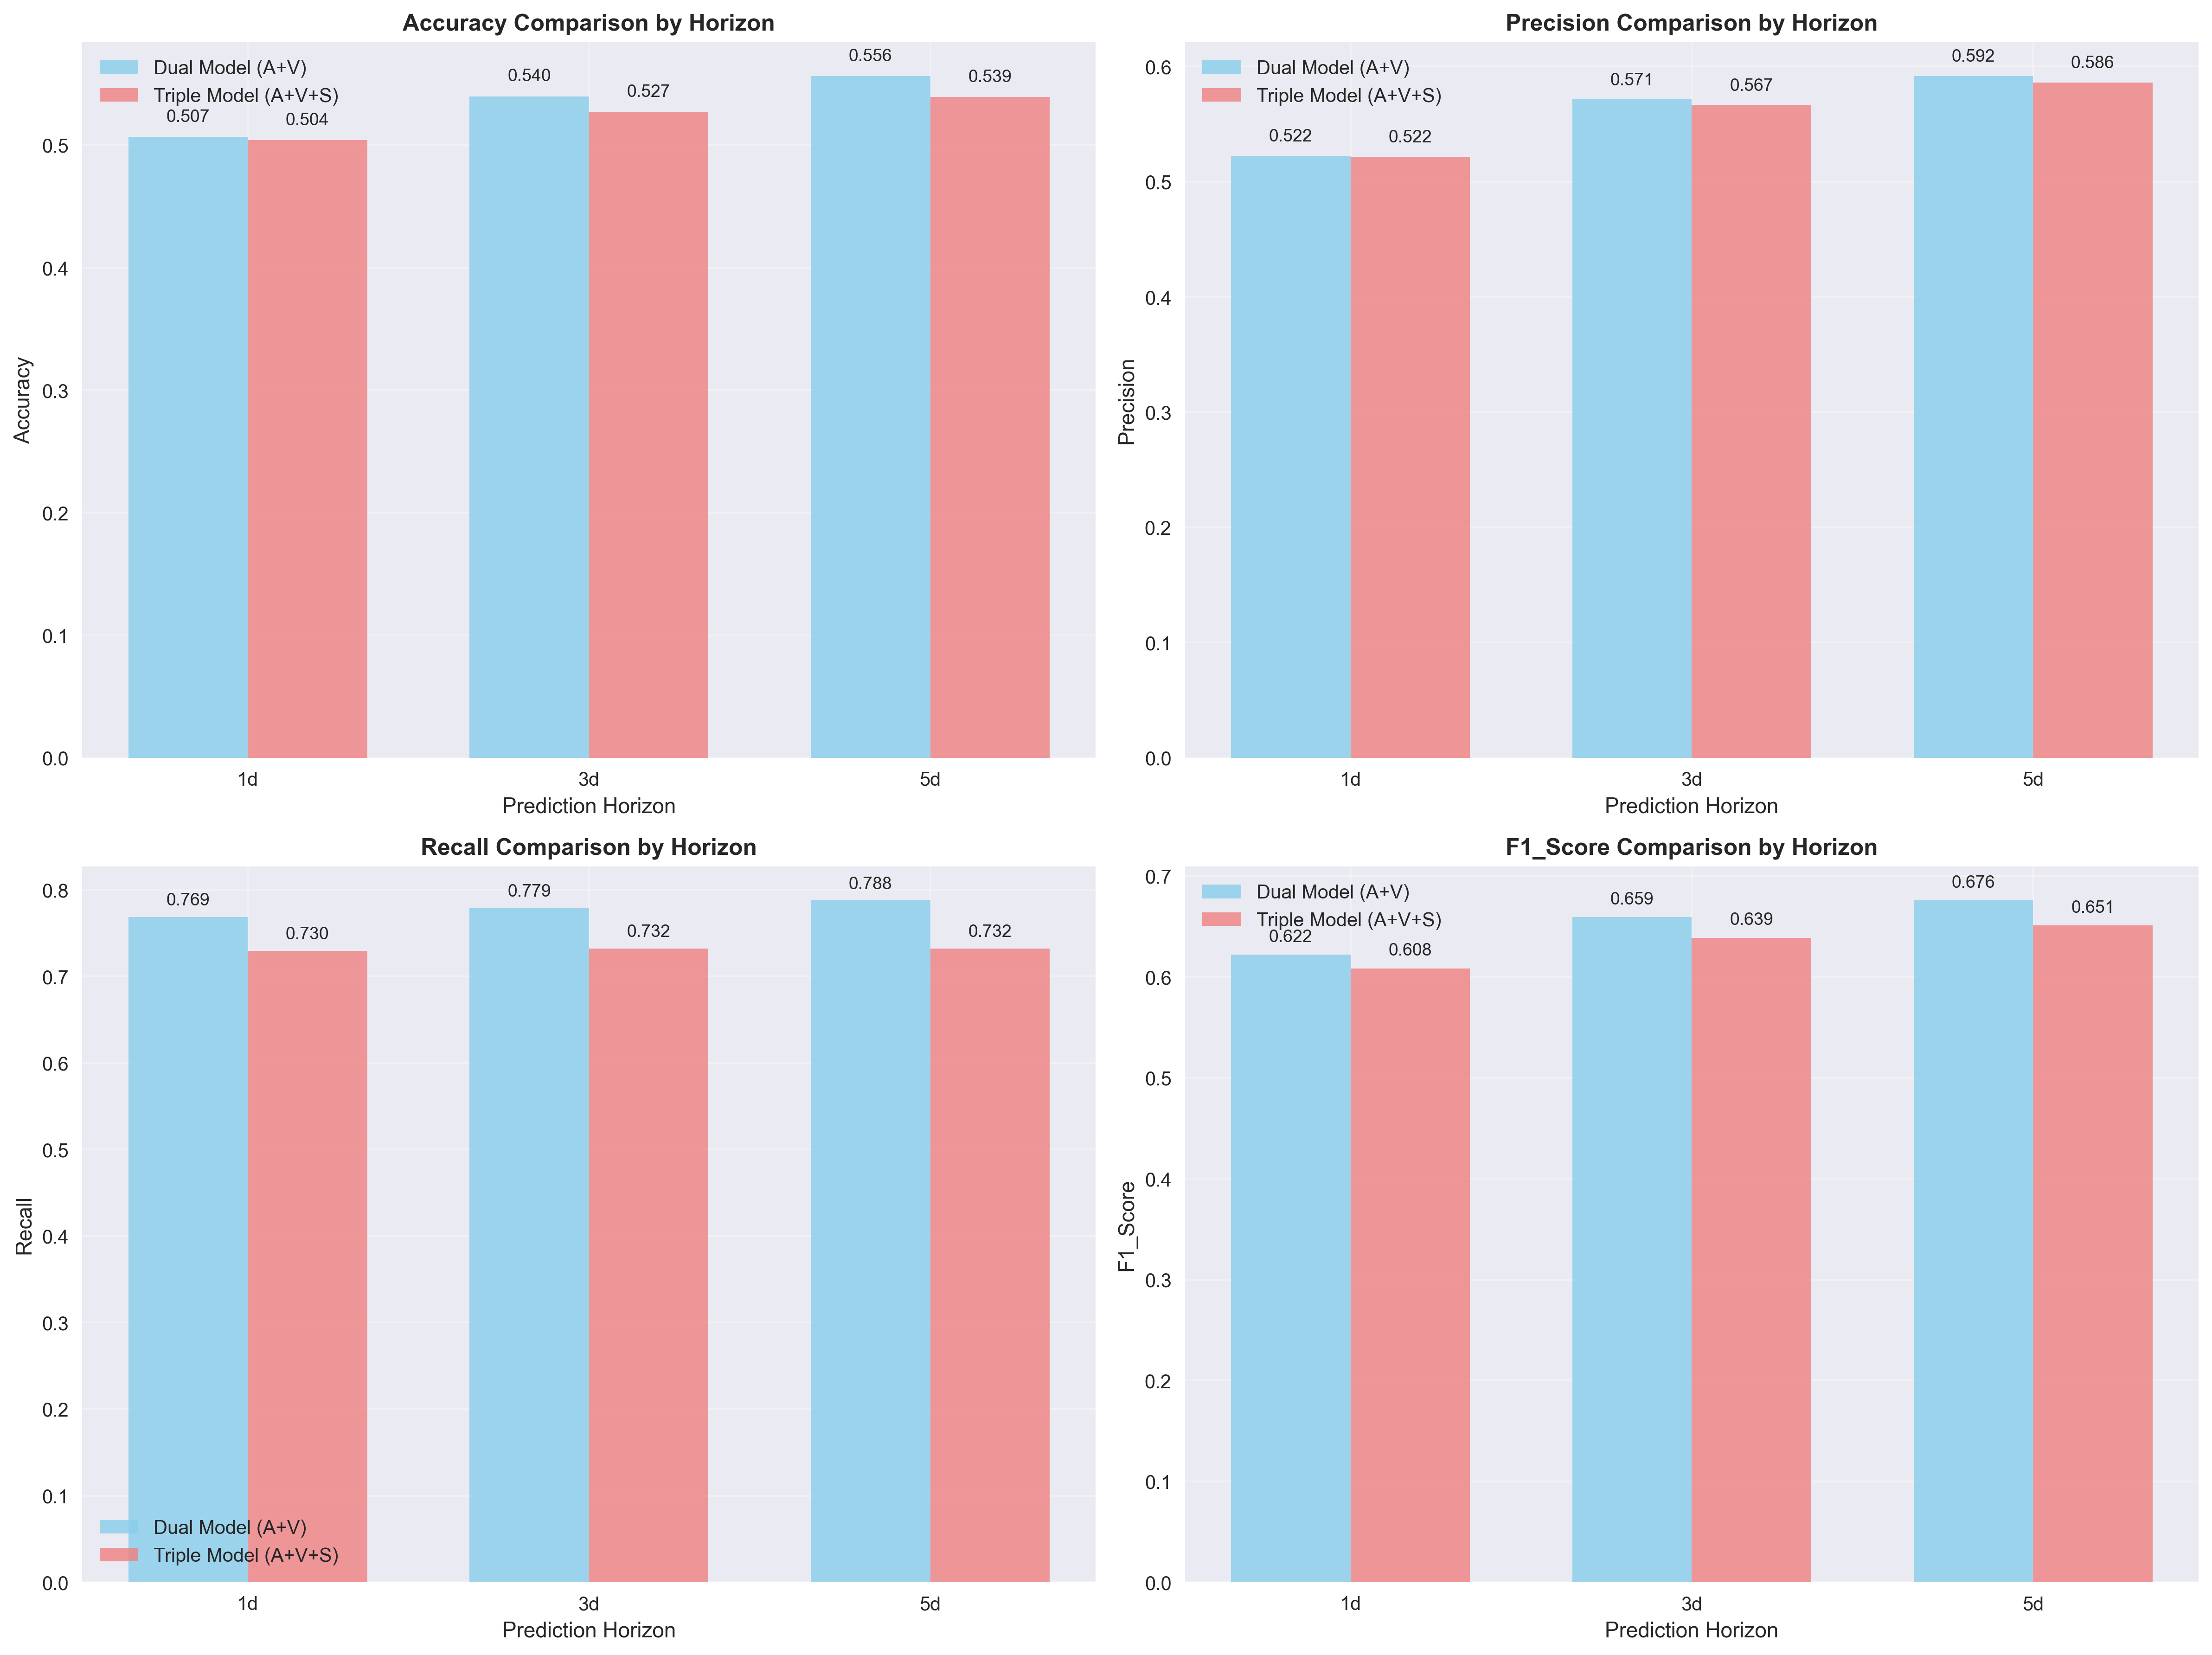 Accuracy Comparison by Horizon
Dual Model (A+V)
Triple Model (A+V+S)
0.507
0.504
0.540
0.527
0.556
0.539
0.5
0.4
0.3
0.2
0.1
0.0
Accuracy
1d
3d
5d
Prediction Horizon
Precision Comparison by Horizon
Dual Model (A+V)
Triple Model (A+V+S)
0.522
0.522
0.571
0.567
0.592
0.586
0.6
0.5
0.4
0.3
0.2
0.1
0.0
Precision
1d
3d
5d
Prediction Horizon
Recall Comparison by Horizon
0.769
0.730
0.779
0.732
0.788
0.732
0.8
0.7
0.6
0.5
0.4
0.3
0.2
0.1
0.0
Recall
Dual Model (A+V)
Triple Model (A+V+S)
1d
3d
5d
Prediction Horizon
F1_Score Comparison by Horizon
Dual Model (A+V)
Triple Model (A+V+S)
0.622
0.608
0.659
0.639
0.676
0.651
0.7
0.6
0.5
0.4
0.3
0.2
0.1
0.0
F1_Score
1d
3d
5d
Prediction Horizon